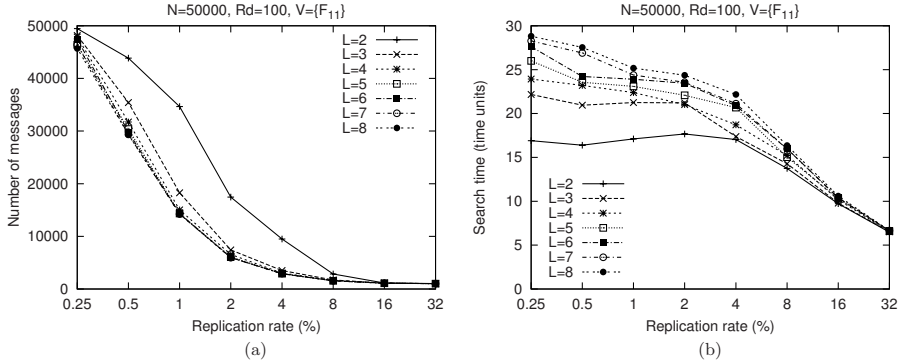 N=50000, Rd=100, V={F11}
50000
40000
30000
20000
10000
0
Number of messages
0.25 0.5 1 2 4 8 16 32
Replication rate (%)
L=2
L=3
L=4
L=5
L=6
L=7
L=8
(a)
N=50000, Rd=100, V={F11}
30
25
20
15
10
5
0
Search time (time units)
L=2
L=3
L=4
L=5
L=6
L=7
L=8
0.25 0.5 1 2 4 8 16 32
Replication rate (%)
(b)